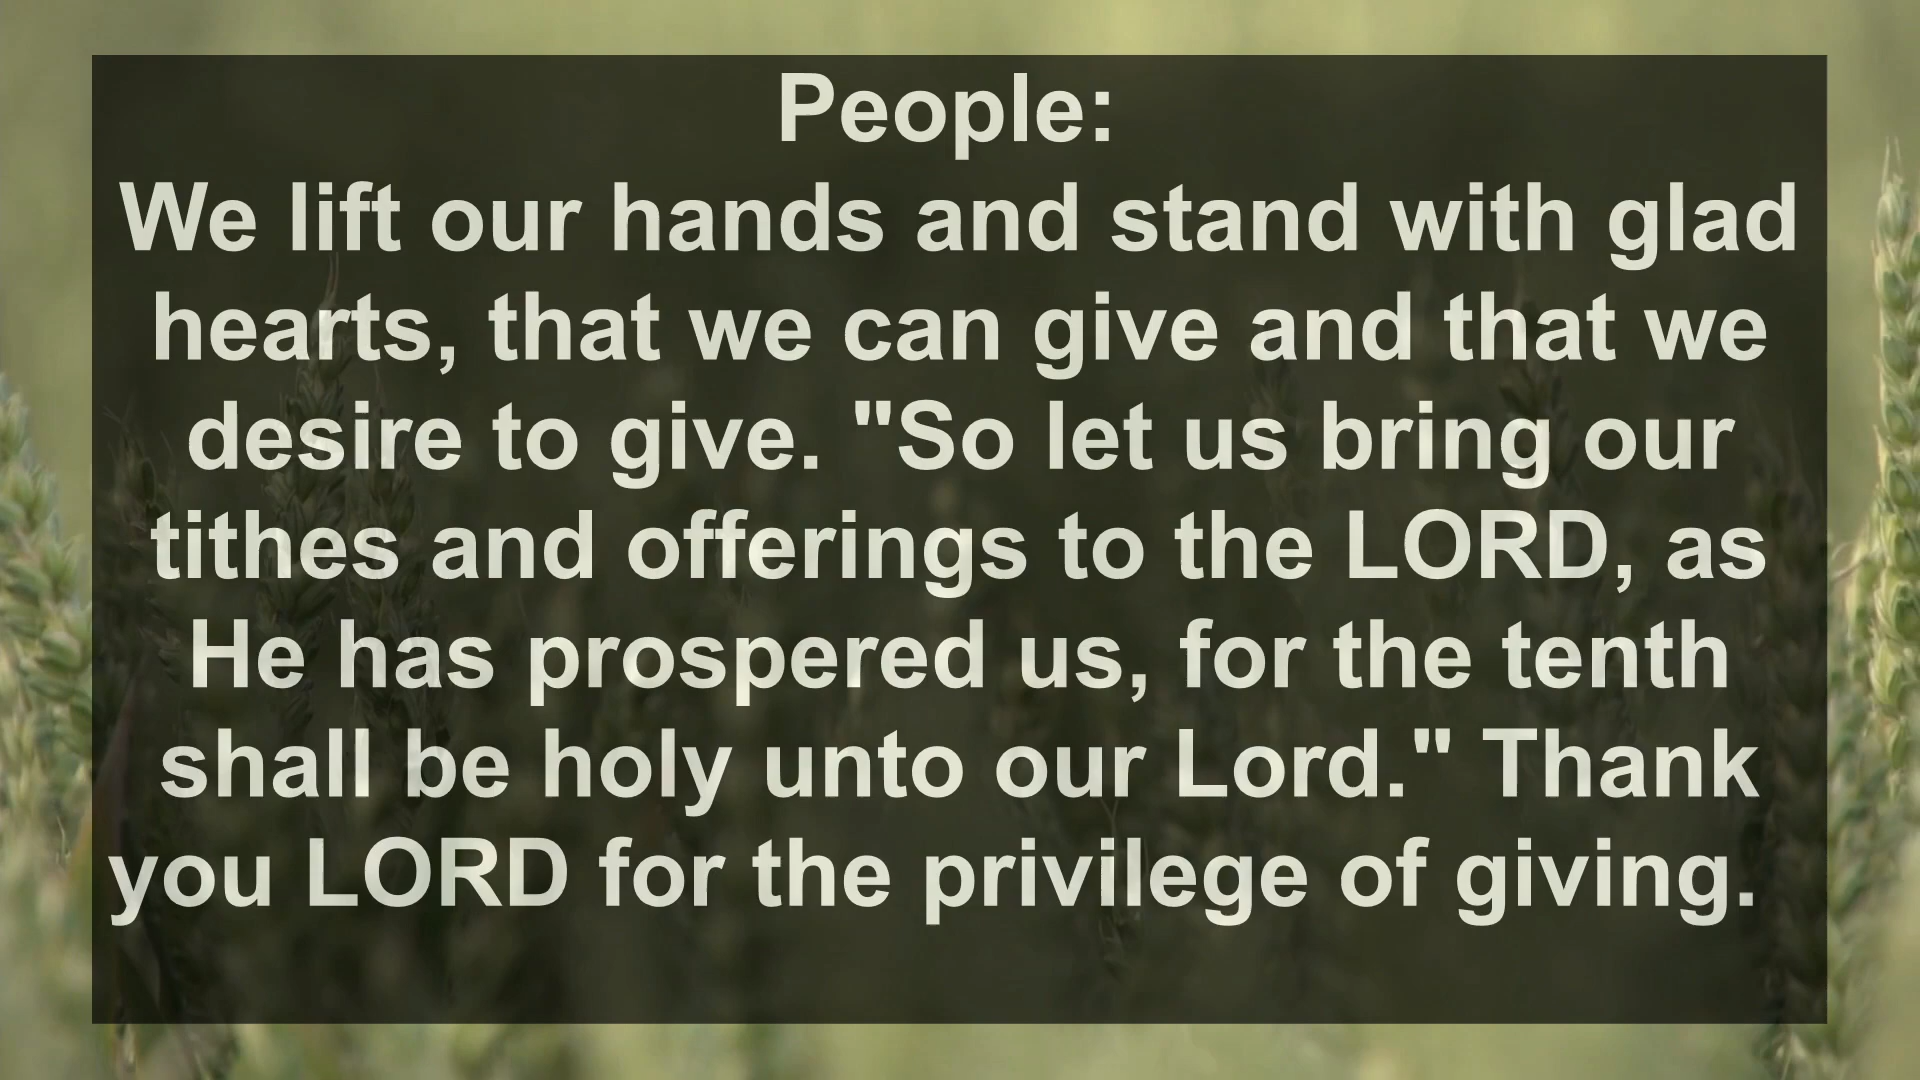 People:
We lift our hands and stand with glad
hearts, that we can give and that we
desire to give. "So let us bring our
tithes and offerings to the LORD, as
He has prospered us, for the tenth
shall be holy unto our Lord." Thank
you LORD for the privilege of giving.